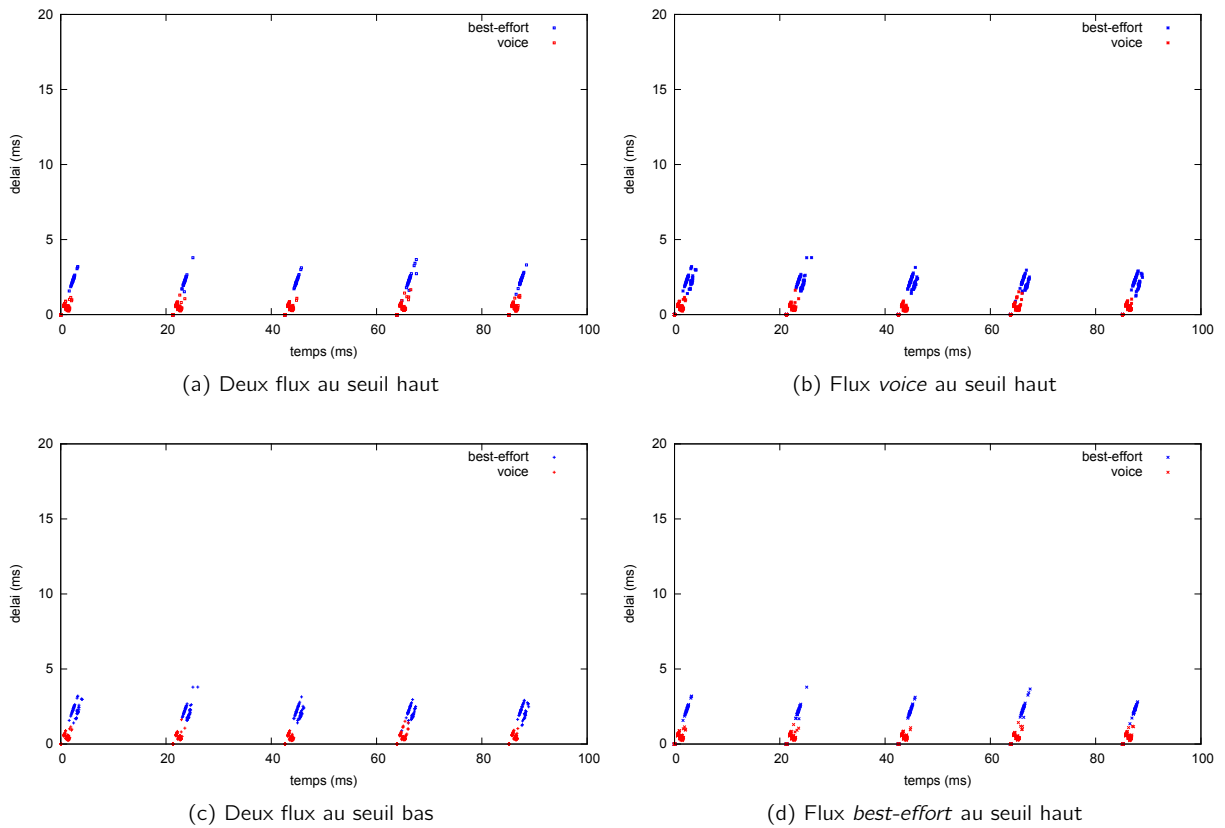 20
15
10
5
0
0
20
40
60
80
100
delai (ms)
temps (ms)
best-effort
voice
(a) Deux flux au seuil haut
20
15
10
5
0
0
20
40
60
80
100
delai (ms)
temps (ms)
best-effort
voice
(b) Flux voice au seuil haut
20
15
10
5
0
0
20
40
60
80
100
delai (ms)
temps (ms)
best-effort
voice
(c) Deux flux au seuil bas
20
15
10
5
0
0
20
40
60
80
100
delai (ms)
temps (ms)
best-effort
voice
(d) Flux best-effort au seuil haut